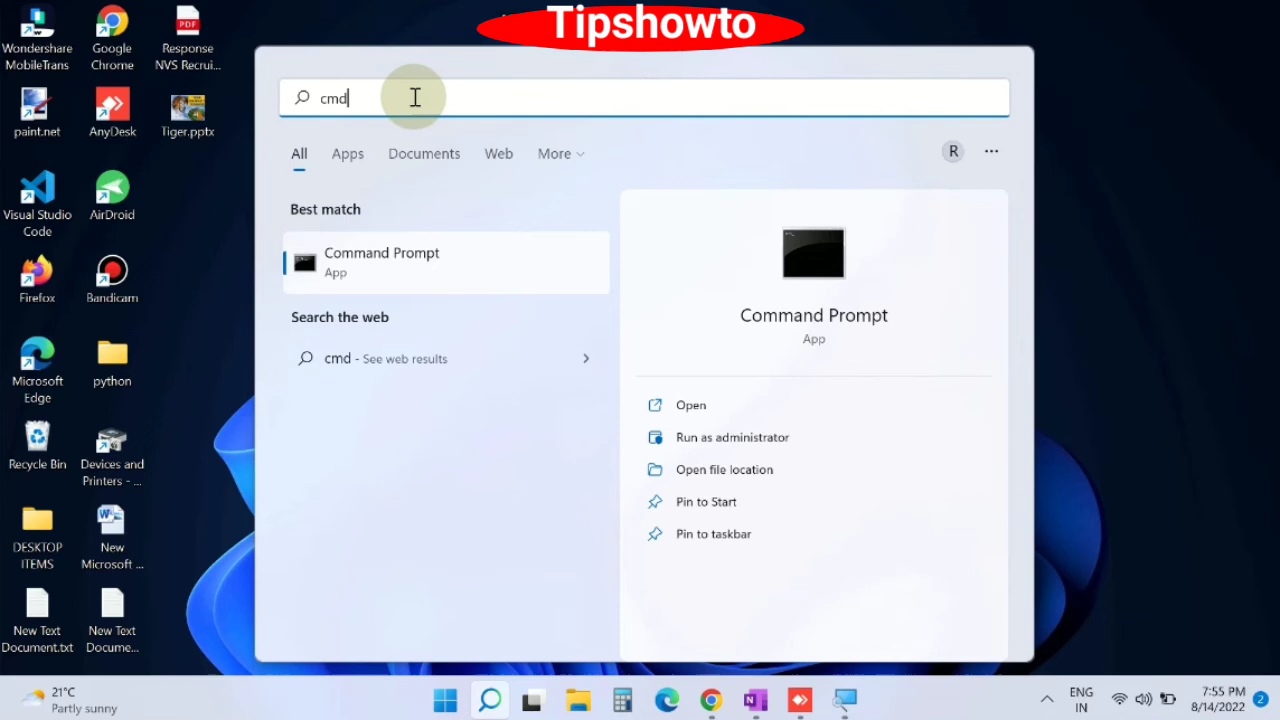 Tipshowto
Wondershare
MobileTrans
Google
Chrome
PDF
Response
NVS Recrui...
paint.net
AnyDesk
Tiger.pptx
Visual Studio
Code
AirDroid
Firefox
Bandicam
Microsoft
Edge
python
Recycle Bin
Devices and
Printers - ...
DESKTOP
ITEMS
New
Microsoft ...
New Text
Document.txt
New Text
Docume...
cmd
All
Apps
Documents
Web
More
R
Best match
Command Prompt
App
Search the web
cmd - See web results
Command Prompt
App
Open
Run as administrator
Open file location
Pin to Start
Pin to taskbar
21°C
Partly sunny
ENG
IN
7:55 PM
8/14/2022
2